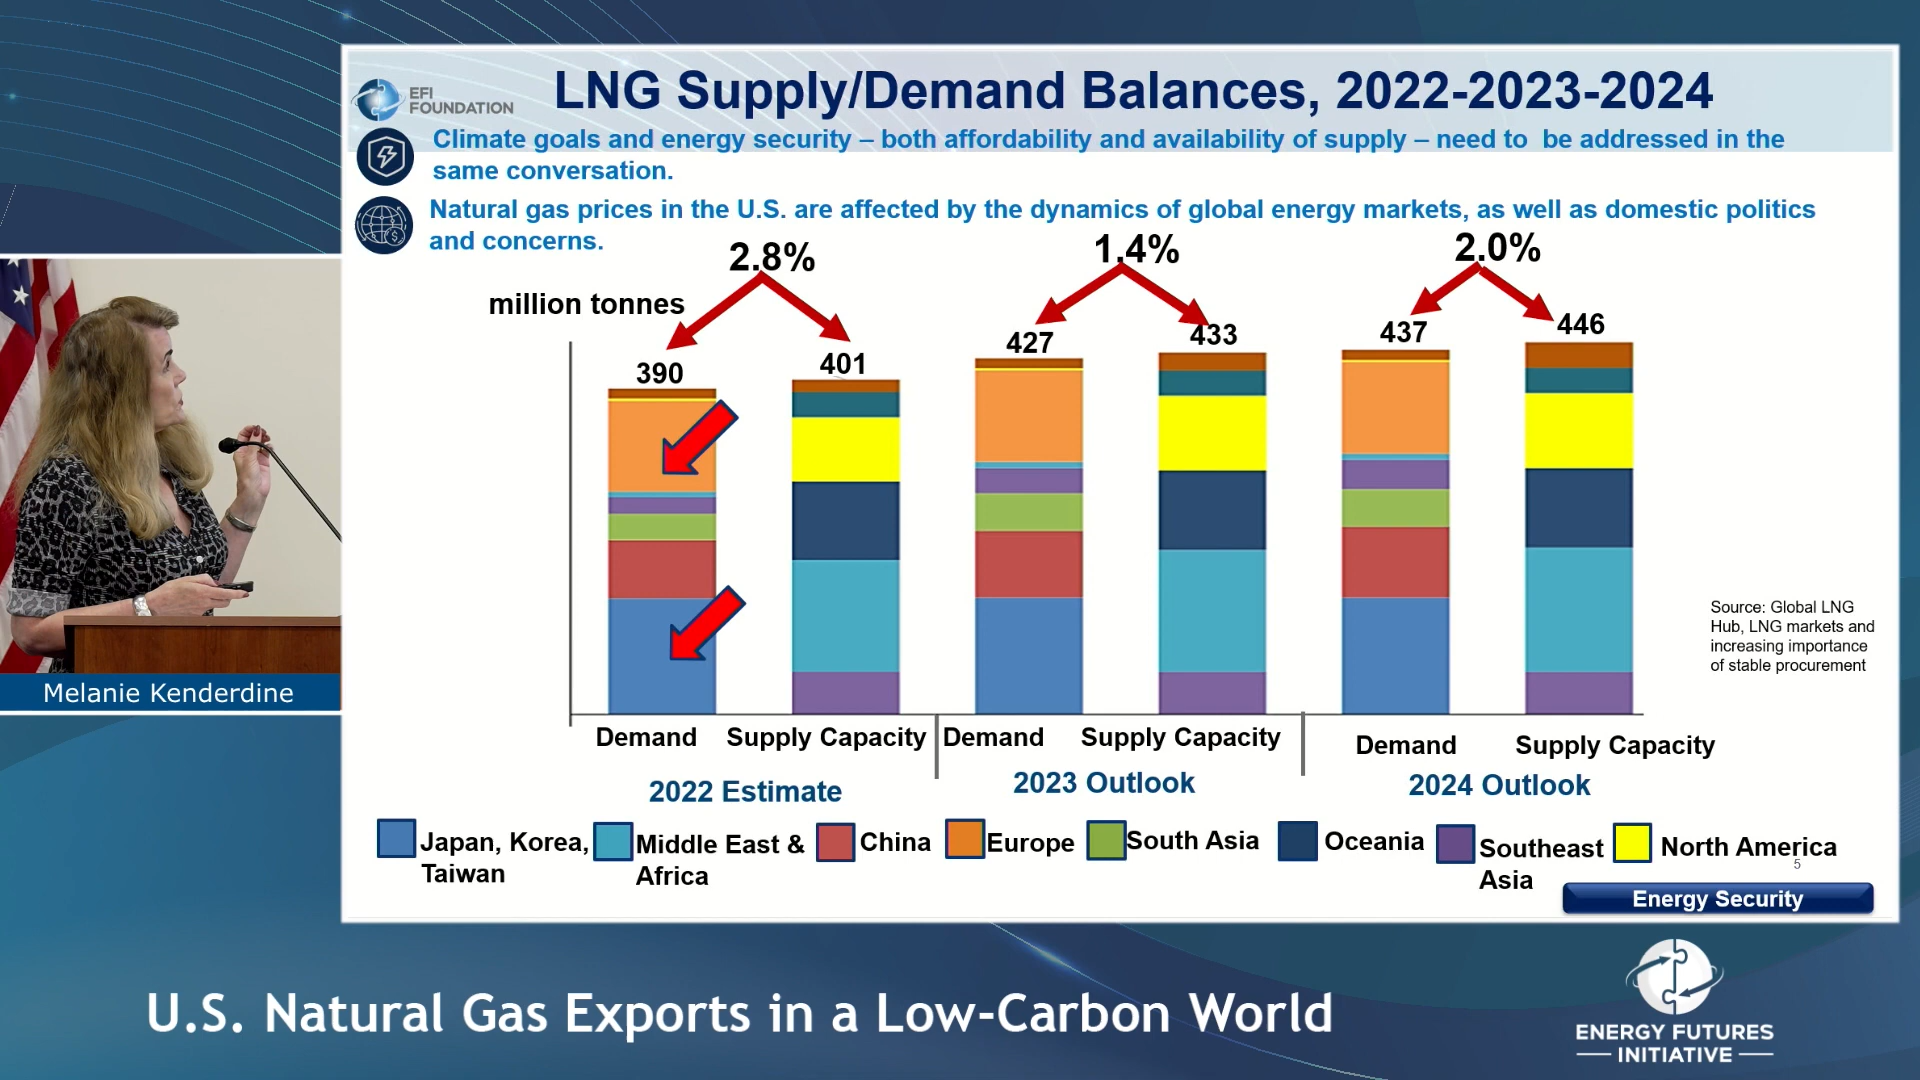 EFI
FOUNDATION
LNG Supply/Demand Balances, 2022-2023-2024
Climate goals and energy security – both affordability and availability of supply – need to  be addressed in the
same conversation.
Natural gas prices in the U.S. are affected by the dynamics of global energy markets, as well as domestic politics
and concerns.
2.8%
1.4%
2.0%
million tonnes
390
401
427
433
437
446
Source: Global LNG
Hub, LNG markets and
increasing importance
of stable procurement
Demand
Supply Capacity
Demand
Supply Capacity
Demand
Supply Capacity
2022 Estimate
2023 Outlook
2024 Outlook
Japan, Korea,
Taiwan
Middle East &
Africa
China
Europe
South Asia
Oceania
Southeast
Asia
North America
5
Energy Security
Melanie Kenderdine
U.S. Natural Gas Exports in a Low-Carbon World
ENERGY FUTURES
INITIATIVE